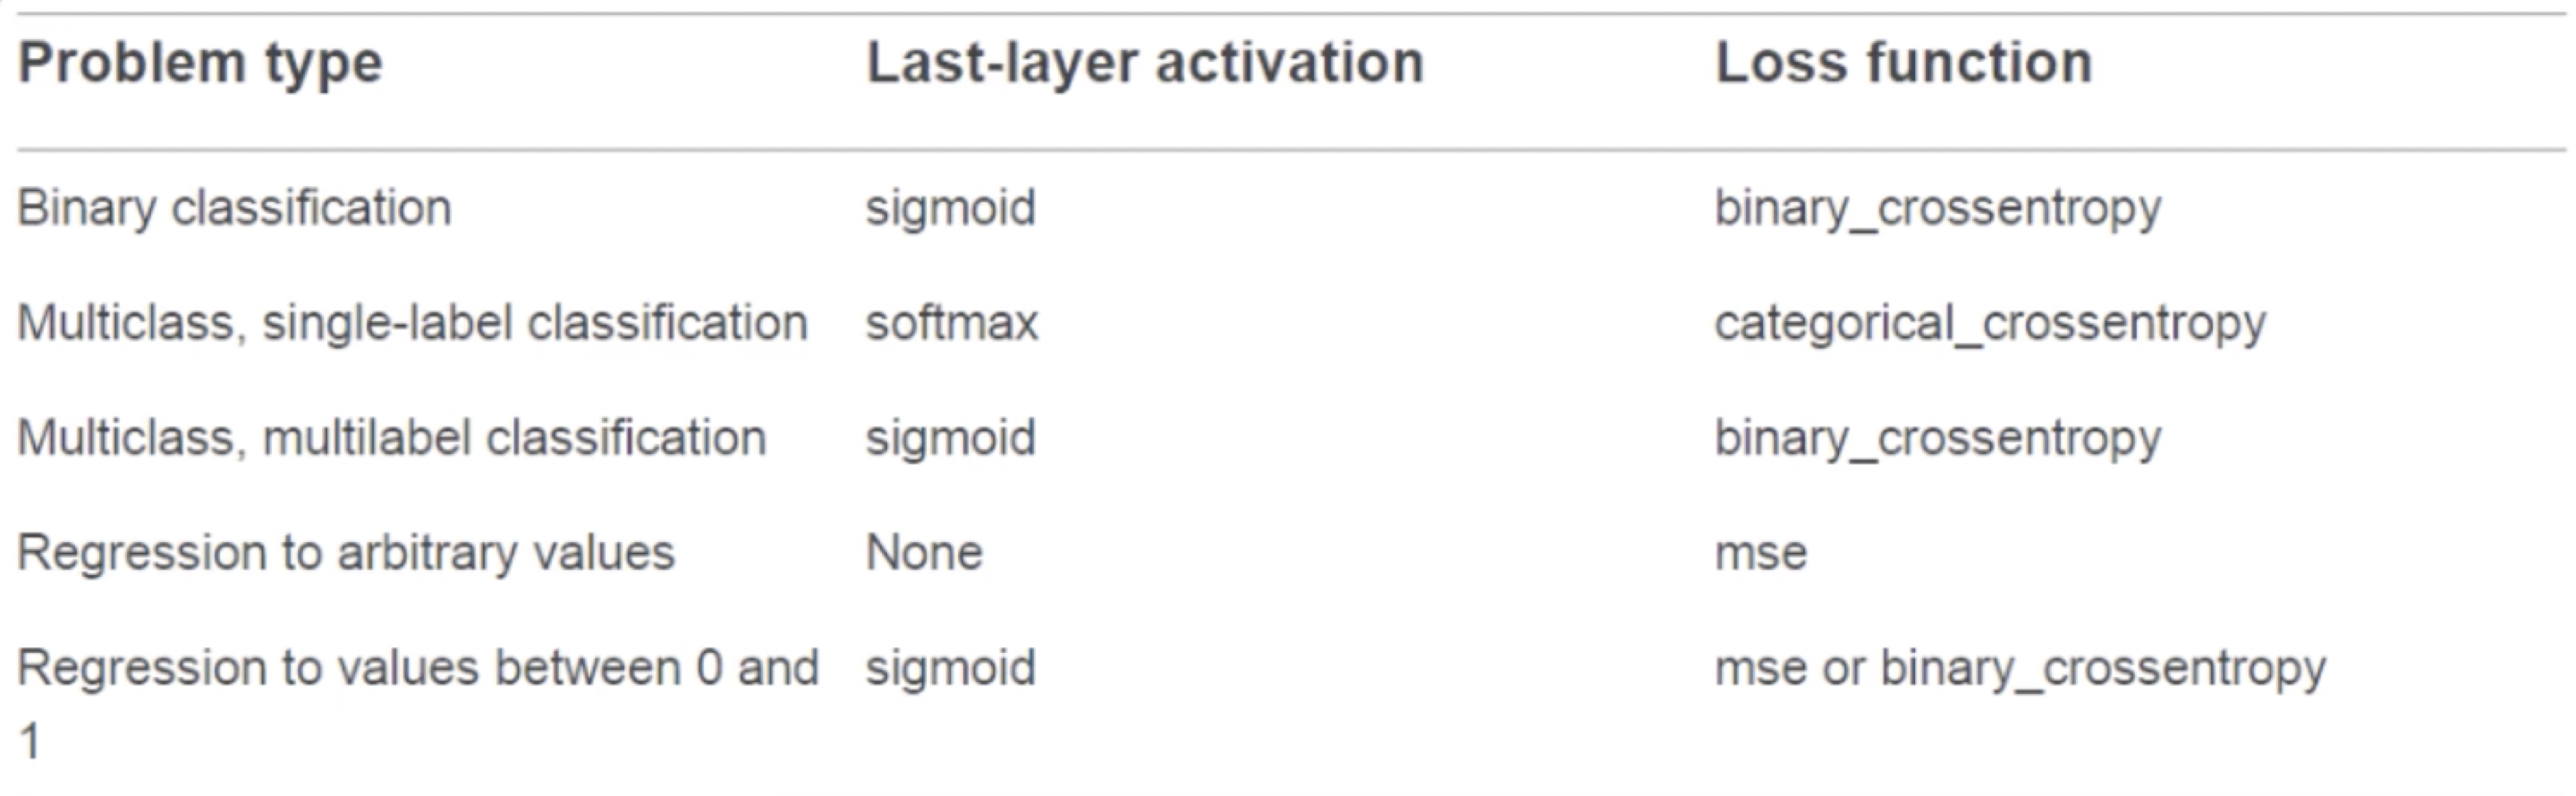 Problem type Last-layer activation Loss function
Binary classification sigmoid binary_crossentropy
Multiclass, single-label classification softmax categorical_crossentropy
Multiclass, multilabel classification sigmoid binary_crossentropy
Regression to arbitrary values None mse
Regression to values between 0 and sigmoid mse or binary_crossentropy
1